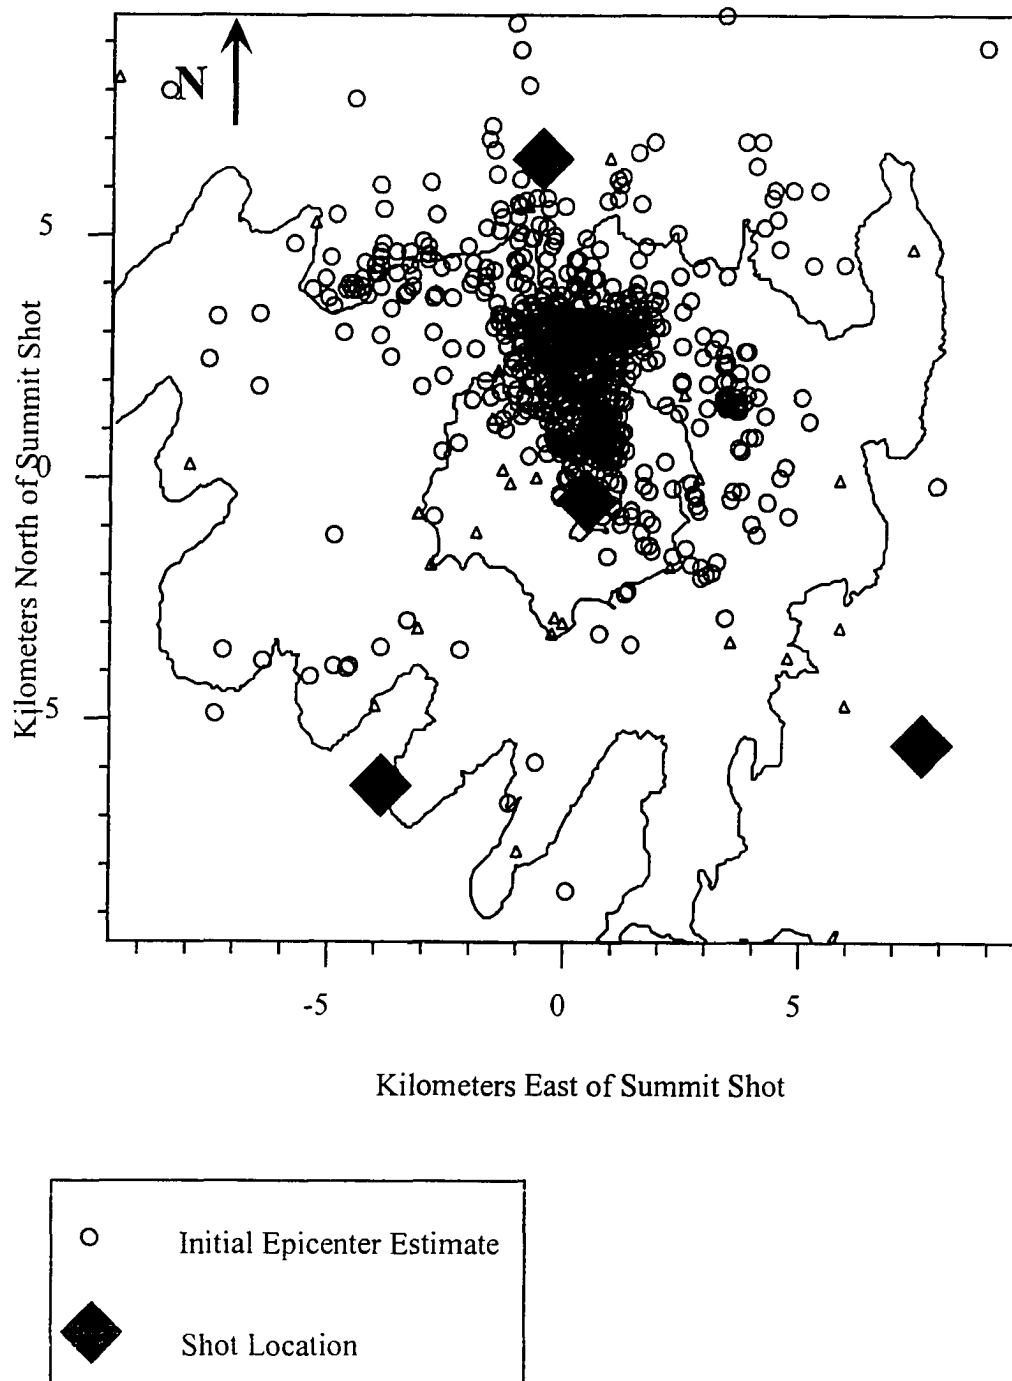 N
5
0
-5
Kilometers North of Summit Shot
-5 0 5
Kilometers East of Summit Shot
Initial Epicenter Estimate
Shot Location